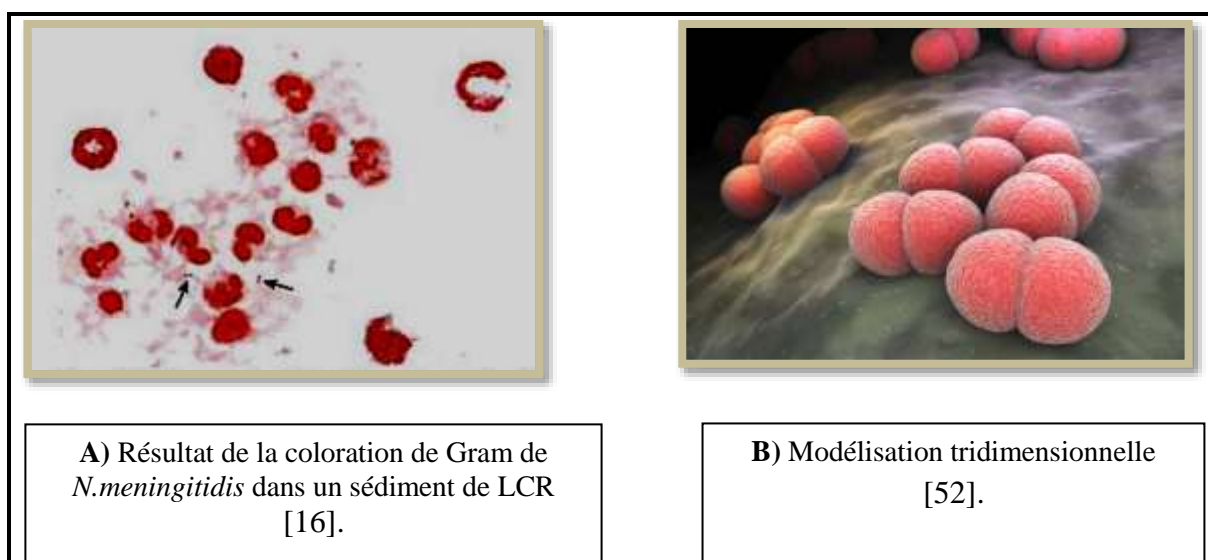 A) Résultat de la coloration de Gram de
N.meningitidis dans un sédiment de LCR
[16].
B) Modélisation tridimensionnelle
[52].